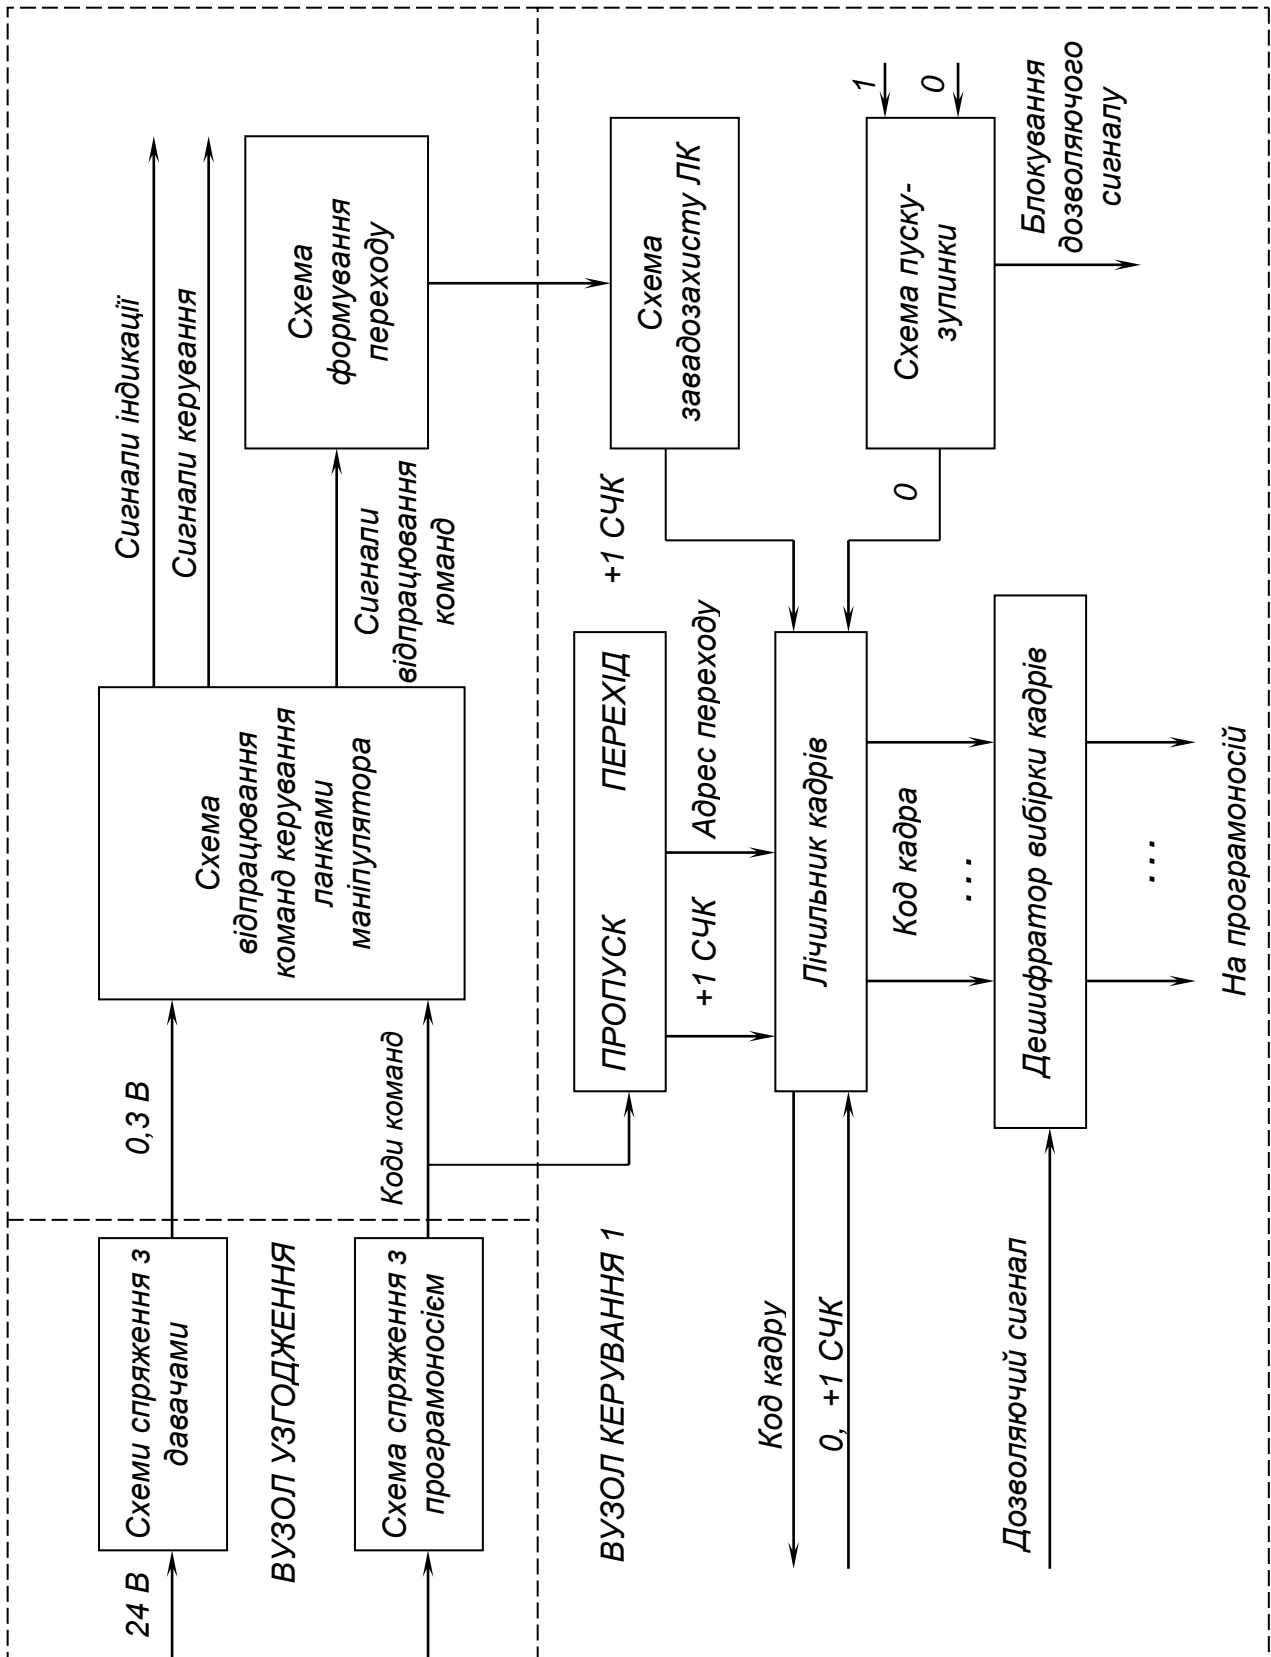 24 В
Схеми спряження з
давачами
ВУЗОЛ УЗГОДЖЕННЯ
Схема спряження з
програмоносієм
0,3 В
Коди команд
Схема
відпрацювання
команд керування
ланками
маніпулятора
Сигнали індикації
Сигнали керування
Сигнали
відпрацювання
команд
Схема
формування
переходу
ВУЗОЛ КЕРУВАННЯ 1
ПРОПУСК ПЕРЕХІД
+1 СЧК
Адрес переходу
+1 СЧК
Схема
завадозахисту ЛК
Код кадру
0, +1 СЧК
Лічильник кадрів
0
Схема пуску-
зупинки
1
0
Блокування
дозволяючого
сигналу
Код кадра
...
Дозволяючий сигнал
Дешифратор вибірки кадрів
...
На програмосій